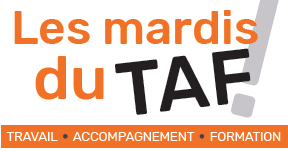 Les mardis
du TAF!
TRAVAIL • ACCOMPAGNEMENT • FORMATION